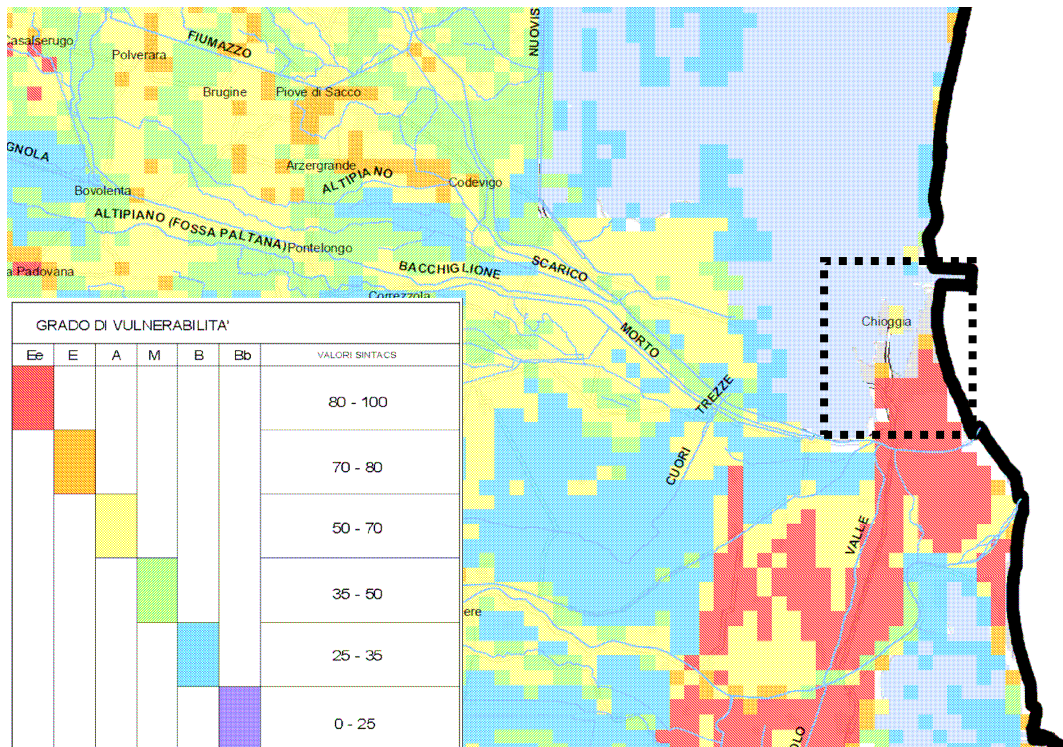 Casalserugo
FIUMAZZO
NUOVIS
Polverara
Brugine
Piove di Sacco
GNOLA
Arzergrande
ALTIPIANO
Codevigo
Bovolenta
ALTIPIANO (FOSSA PALTANA)
Pontelongo
BACCHIGLIONE
SCARICO
a Padovana
Correzzola
MORTO
Chioggia
TREZZE
CUORI
VALLE
ere
OLO
GRADO DI VULNERABILITA'
Ee E A M B Bb VALORI SINTACS
80 - 100
70 - 80
50 - 70
35 - 50
25 - 35
0 - 25